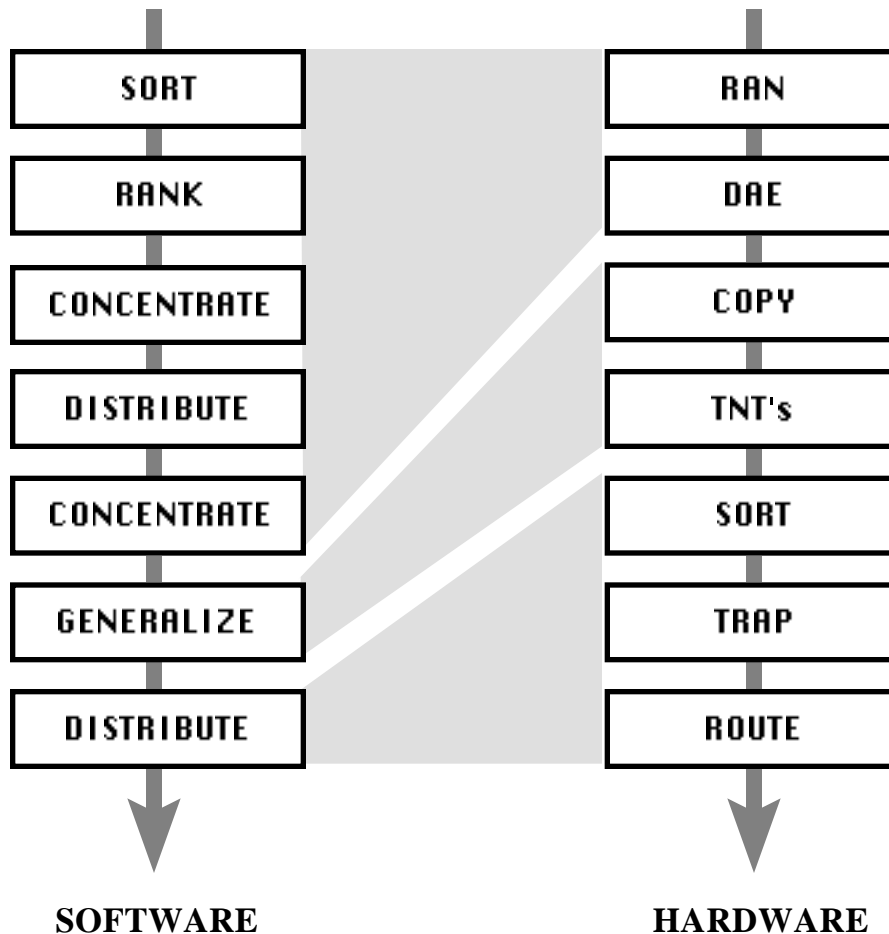 SORT
RANK
CONCENTRATE
DISTRIBUTE
CONCENTRATE
GENERALIZE
DISTRIBUTE
SOFTWARE
RAN
DAE
COPY
TNT's
SORT
TRAP
ROUTE
HARDWARE